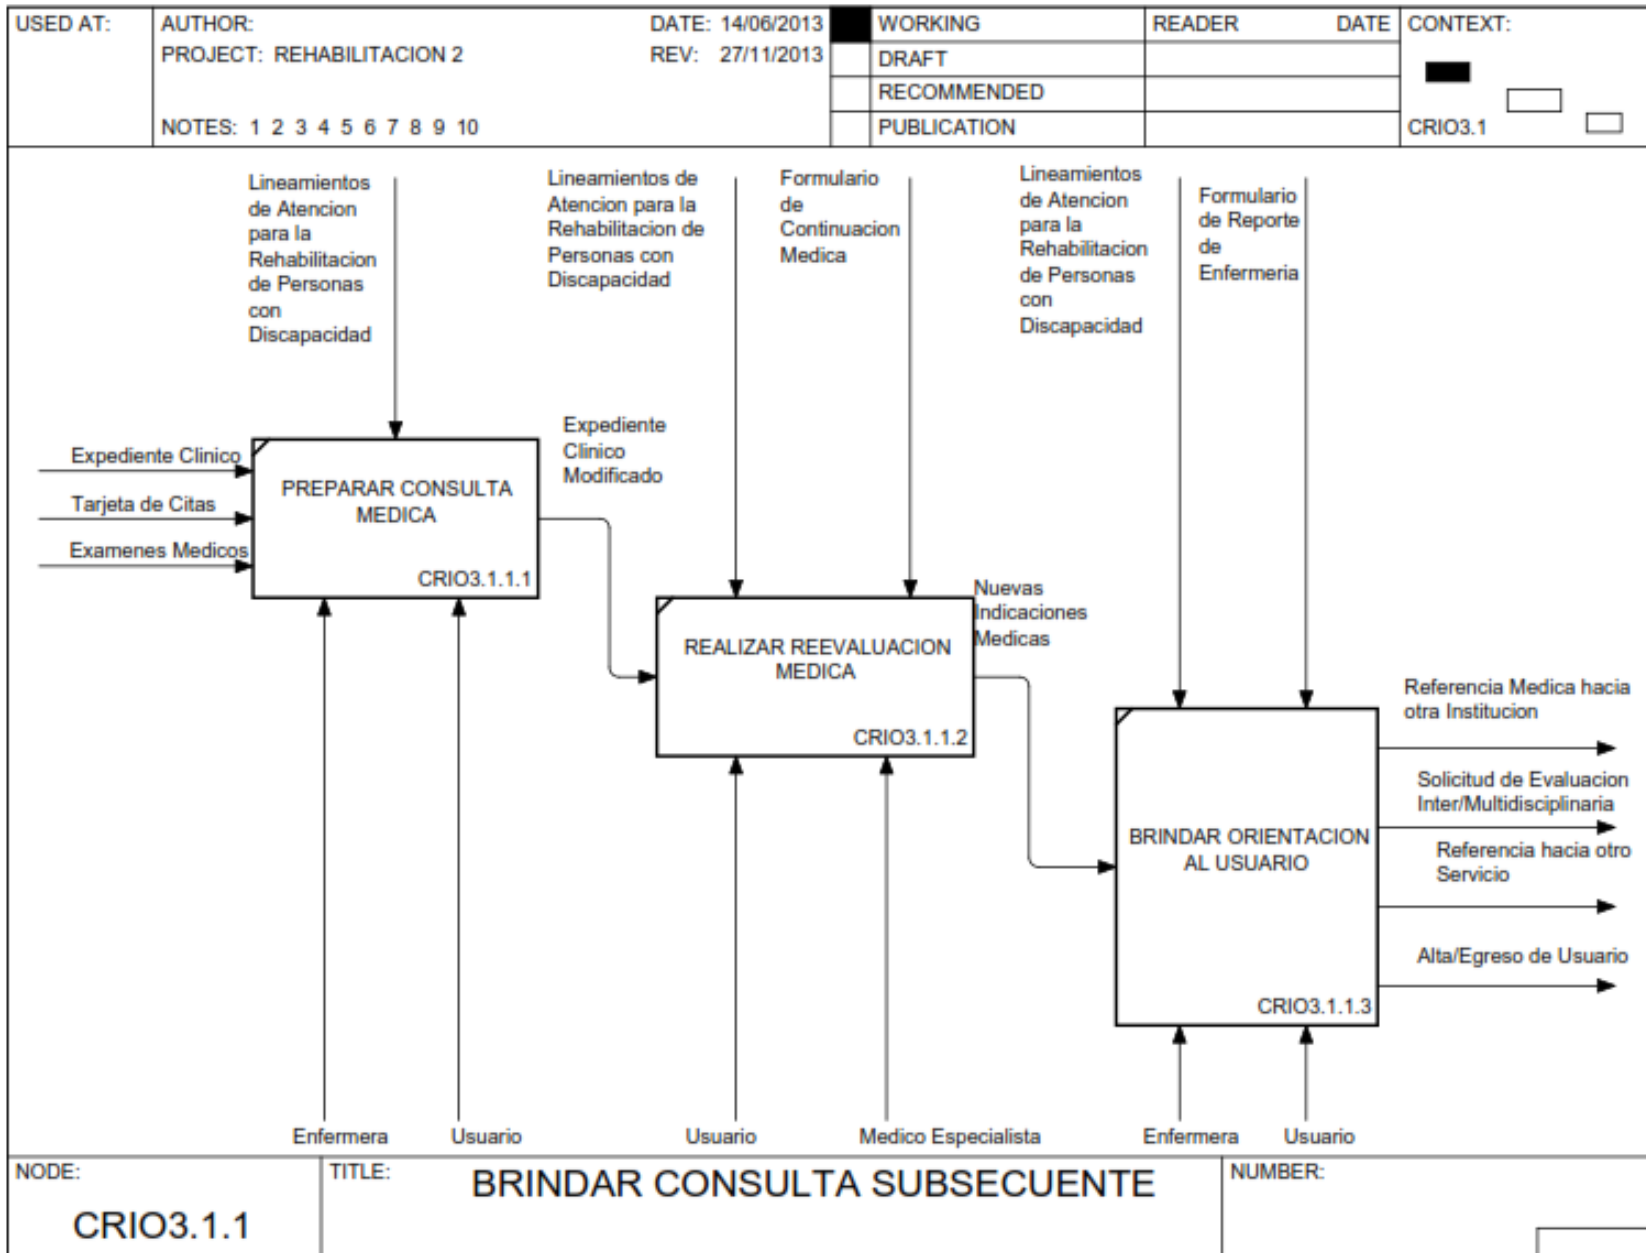 USED AT:
AUTHOR:
DATE: 14/06/2013
PROJECT: REHABILITACION 2
REV: 27/11/2013
NOTES: 1 2 3 4 5 6 7 8 9 10
WORKING
DRAFT
RECOMMENDED
PUBLICATION
READER
DATE
CONTEXT:
CRIO3.1
Lineamientos
de Atencion
para la
Rehabilitacion
de Personas
con
Discapacidad
Lineamientos de
Atencion para la
Rehabilitacion de
Personas con
Discapacidad
Formulario
de
Continuacion
Medica
Lineamientos
de Atencion
para la
Rehabilitacion
de Personas
con
Discapacidad
Formulario
de Reporte
de
Enfermeria
Expediente Clinico
Tarjeta de Citas
Examenes Medicos
PREPARAR CONSULTA
MEDICA
CRIO3.1.1.1
Expediente
Clinico
Modificado
REALIZAR REEVALUACION
MEDICA
CRIO3.1.1.2
Nuevas
Indicaciones
Medicas
BRINDAR ORIENTACION
AL USUARIO
CRIO3.1.1.3
Referencia Medica hacia
otra Institucion
Solicitud de Evaluacion
Inter/Multidisciplinaria
Referencia hacia otro
Servicio
Alta/Egreso de Usuario
Enfermera
Usuario
Usuario
Medico Especialista
Enfermera
Usuario
NODE:
CRIO3.1.1
TITLE:
BRINDAR CONSULTA SUBSECUENTE
NUMBER: